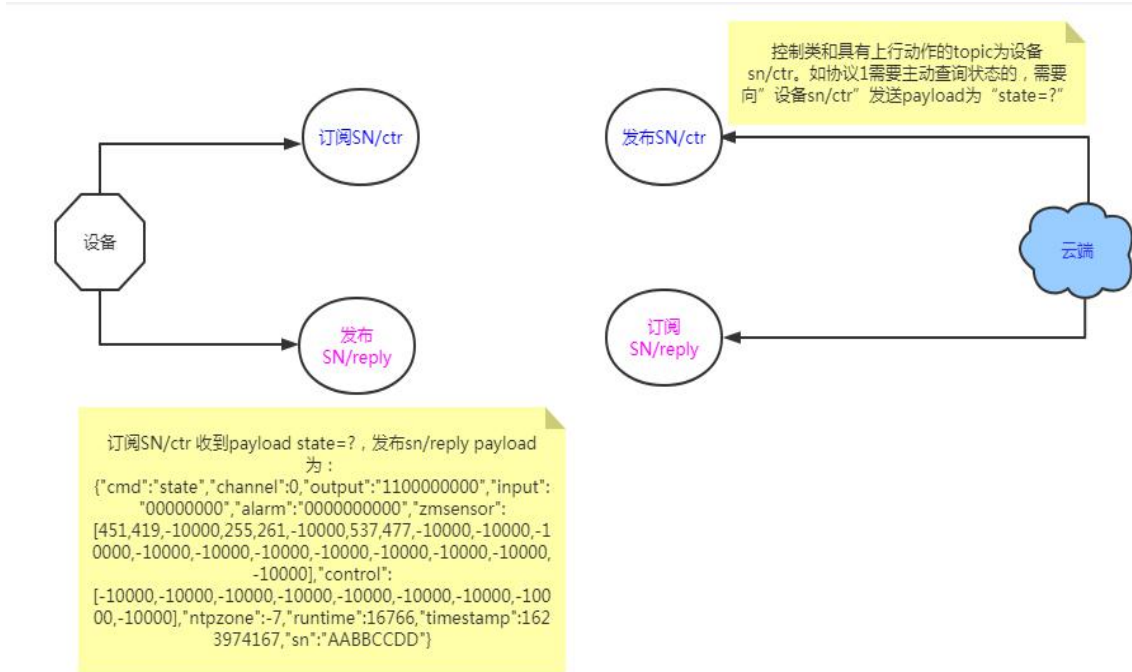 控制类和具有上行动作的topic为设备
sn/ctr。如协议1需要主动查询状态的，需要
向”设备sn/ctr”发送payload为“state=?”
订阅SN/ctr
发布SN/ctr
设备
云端
发布
SN/reply
订阅
SN/reply
订阅SN/ctr 收到payload state=?，发布sn/reply payload
为：
{"cmd":"state","channel":0,"output":"1100000000","input":
"00000000","alarm":"0000000000","zmsensor":
[451,419,-10000,255,261,-10000,537,477,-10000,-10000,-1
0000,-10000,-10000,-10000,-10000,-10000,-10000,-10000,
-10000],"control":
[-10000,-10000,-10000,-10000,-10000,-10000,-10000,-100
00,-10000],"ntpzone":-7,"runtime":16766,"timestamp":162
3974167,"sn":"AABBCCDD"}